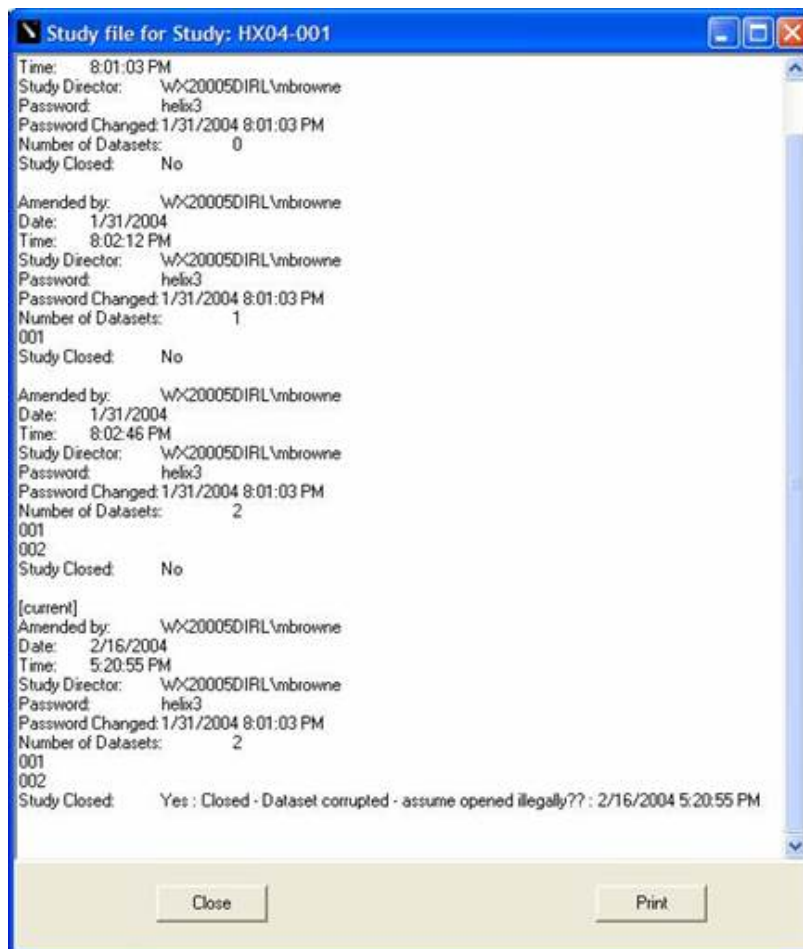 Study file for Study: HX04-001
Time: 8:01:03 PM
Study Director: WX20005DIRL\mbrowne
Password: helix3
Password Changed: 1/31/2004 8:01:03 PM
Number of Datasets: 0
Study Closed: No
Amended by: WX20005DIRL\mbrowne
Date: 1/31/2004
Time: 8:02:12 PM
Study Director: WX20005DIRL\mbrowne
Password: helix3
Password Changed: 1/31/2004 8:01:03 PM
Number of Datasets: 1
001
Study Closed: No
Amended by: WX20005DIRL\mbrowne
Date: 1/31/2004
Time: 8:02:46 PM
Study Director: WX20005DIRL\mbrowne
Password: helix3
Password Changed: 1/31/2004 8:01:03 PM
Number of Datasets: 2
001
002
Study Closed: No
[current]
Amended by: WX20005DIRL\mbrowne
Date: 2/16/2004
Time: 5:20:55 PM
Study Director: WX20005DIRL\mbrowne
Password: helix3
Password Changed: 1/31/2004 8:01:03 PM
Number of Datasets: 2
001
002
Study Closed: Yes : Closed - Dataset corrupted - assume opened illegally?? : 2/16/2004 5:20:55 PM
Close Print